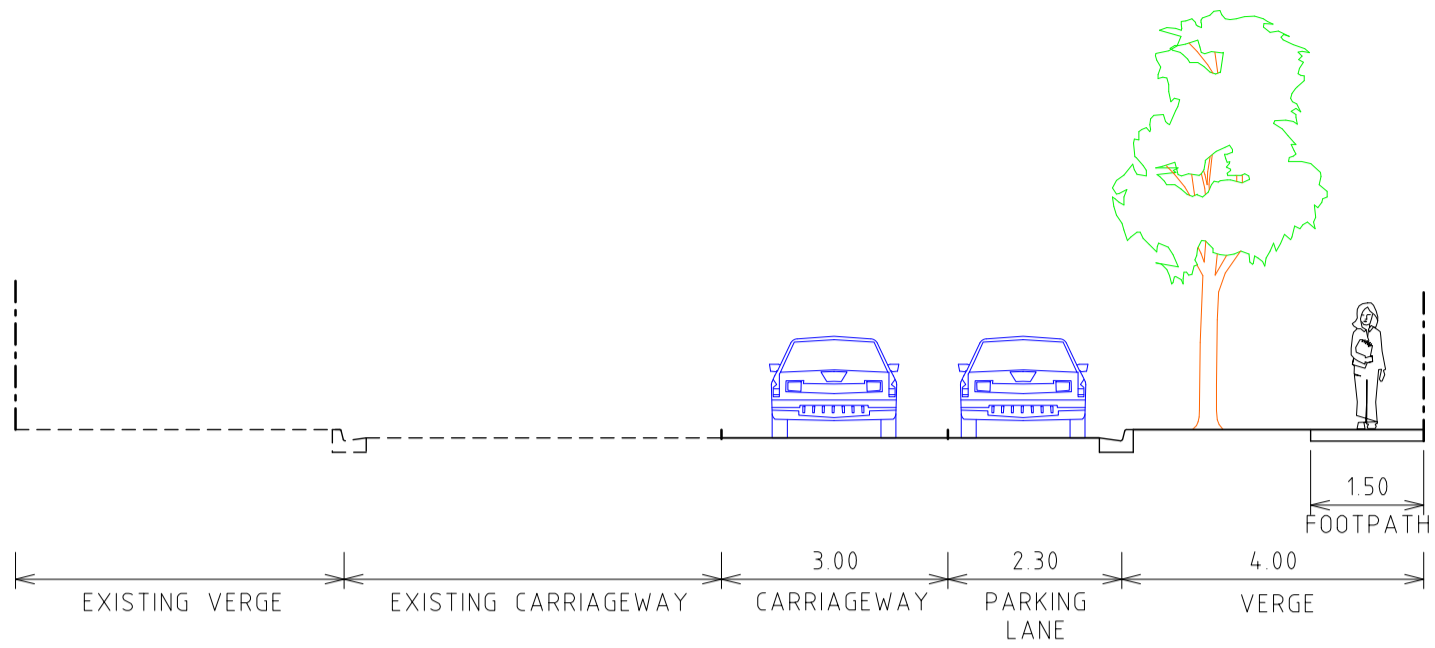 1.50
FOOTPATH
3.00
2.30
4.00
EXISTING VERGE
EXISTING CARRIAGEWAY
CARRIAGEWAY
PARKING
LANE
VERGE